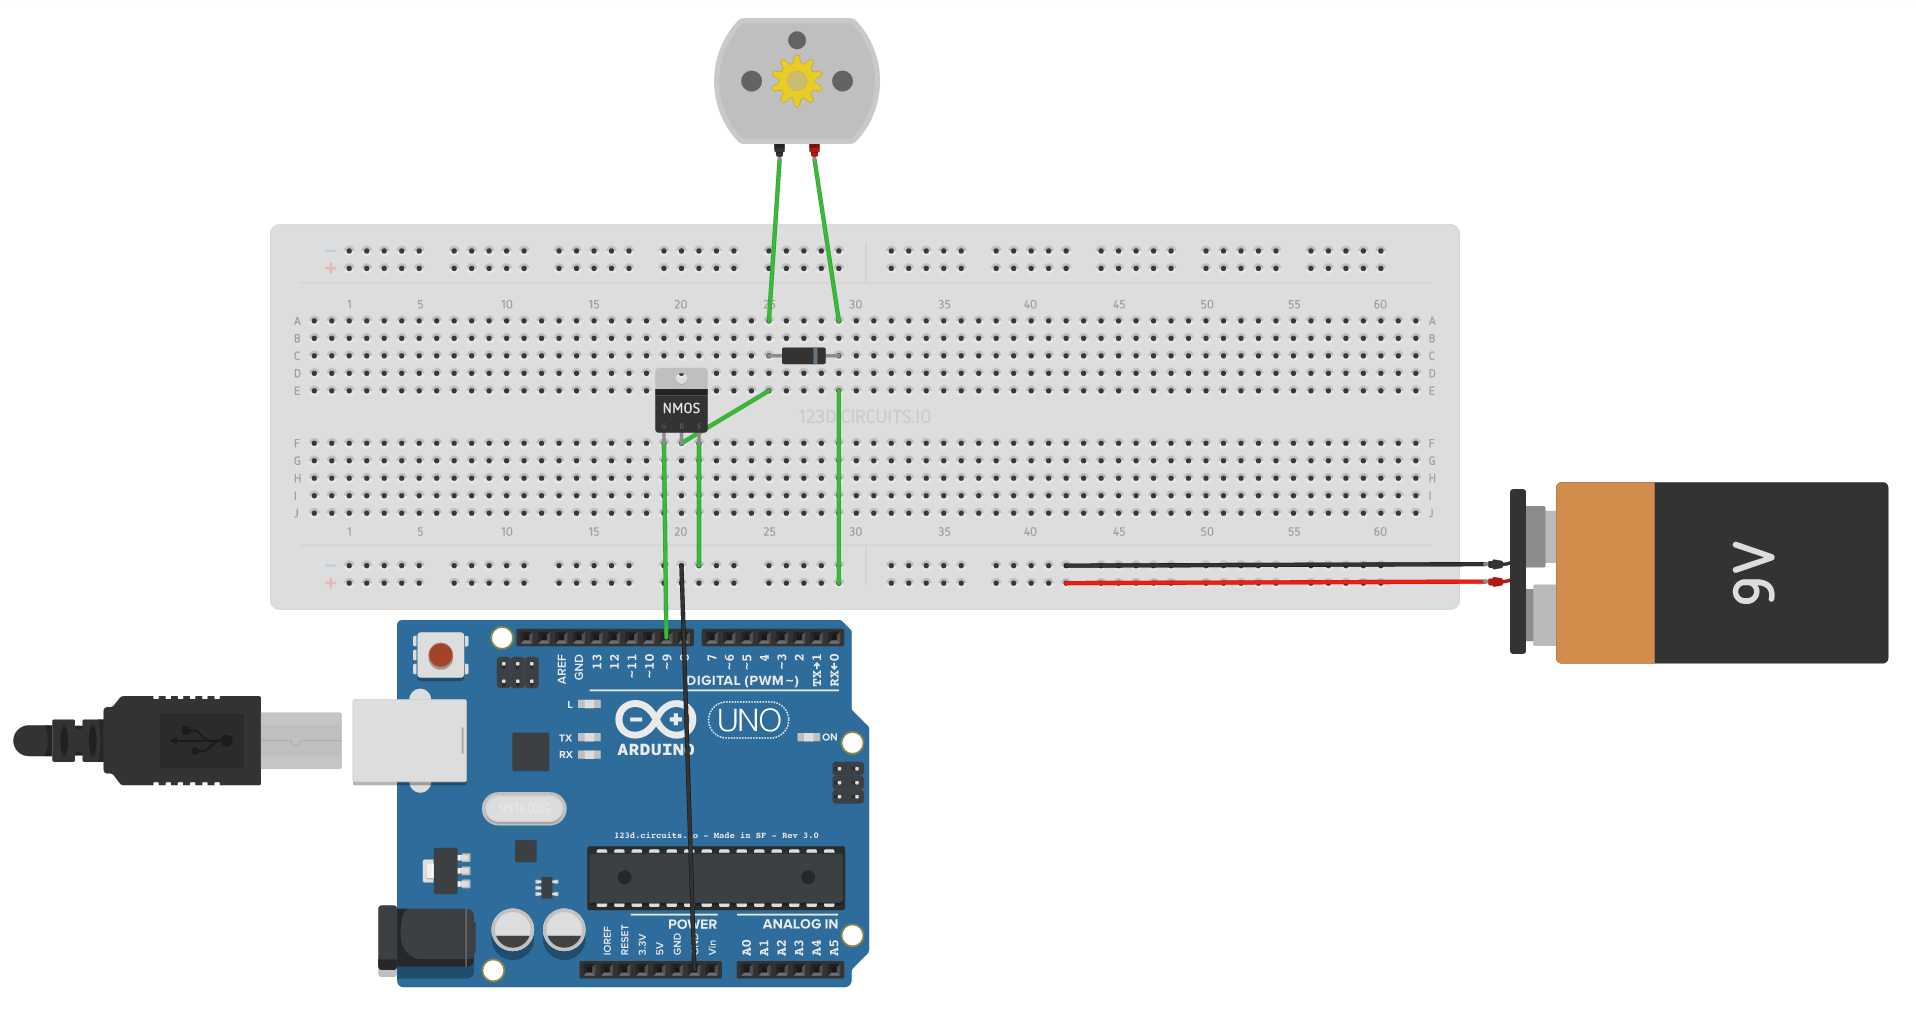 − −
+ +
1 5 10 15 20 25 30 35 40 45 50 55 60
A A
B B
C C
D D
E E
NMOS
G D S
123D.CIRCUITS.IO
F F
G G
H H
I I
J J
1 5 10 15 20 25 30 35 40 45 50 55 60
−
+
9V
AREF GND 13 12 ~11 ~10 ~9 8 7 ~6 ~5 4 ~3 2 TX→1 RX←0
DIGITAL (PWM~)
L
TX
RX
ARDUINO
UNO
ON
SPK16.000G
123d.circuits.io - Made in SF - Rev 3.0
POWER ANALOG IN
IOREF RESET 3.3V 5V GND GND Vin A0 A1 A2 A3 A4 A5